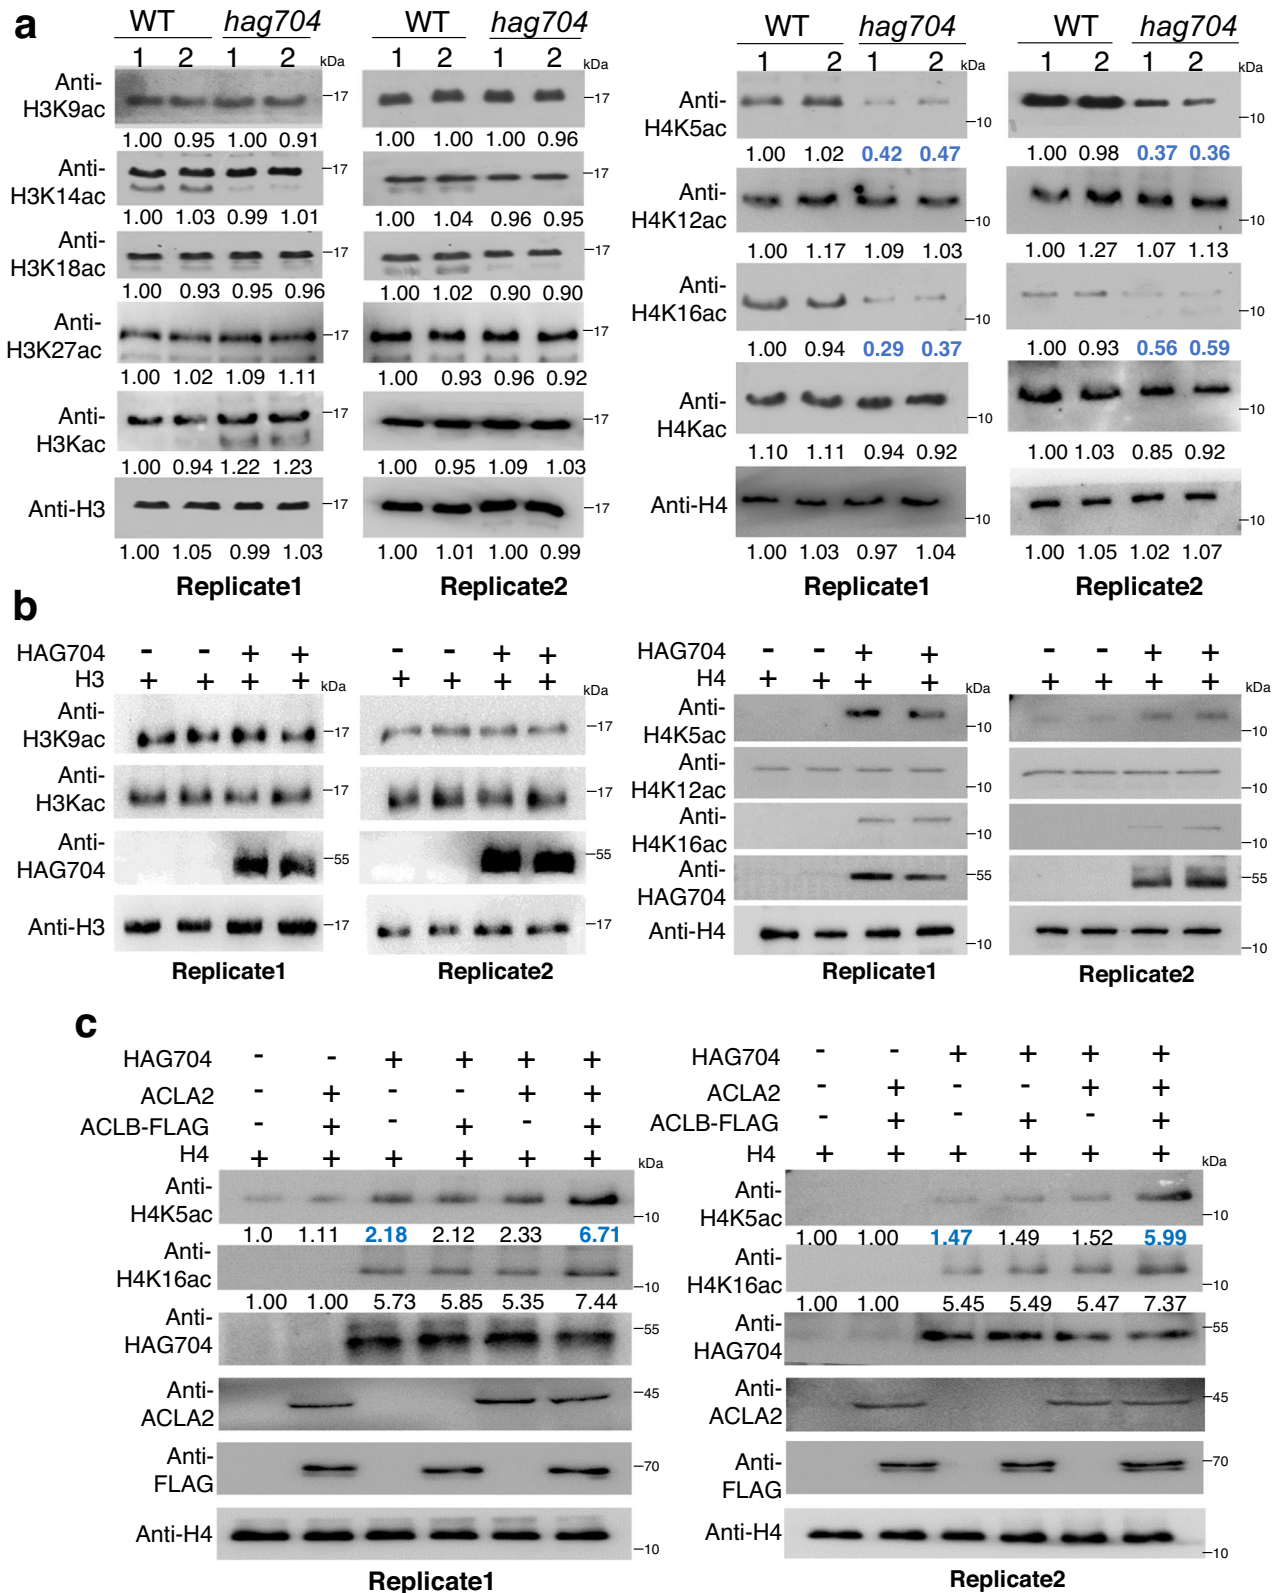 a
WT hag704 WT hag704 WT hag704 WT hag704
1 2 1 2 kDa 1 2 1 2 kDa 1 2 1 2 kDa 1 2 1 2 kDa
Anti-
H3K9ac
17 17
1.00 0.95 1.00 0.91 1.00 1.00 1.00 0.96
Anti-
H3K14ac
17 17
1.00 1.03 0.99 1.01 1.00 1.04 0.96 0.95
Anti-
H3K18ac
17 17
1.00 0.93 0.95 0.96 1.00 1.02 0.90 0.90
Anti-
H3K27ac
17 17
1.00 1.02 1.09 1.11 1.00 0.93 0.96 0.92
Anti-
H3Kac
17 17
1.00 0.94 1.22 1.23 1.00 0.95 1.09 1.03
Anti-H3
17 17
1.00 1.05 0.99 1.03 1.00 1.01 1.00 0.99
Replicate1 Replicate2
Anti-
H4K5ac
10 10
1.00 1.02 0.42 0.47 1.00 0.98 0.37 0.36
Anti-
H4K12ac
10 10
1.00 1.17 1.09 1.03 1.00 1.27 1.07 1.13
Anti-
H4K16ac
10 10
1.00 0.94 0.29 0.37 1.00 0.93 0.56 0.59
Anti-
H4Kac
10 10
1.10 1.11 0.94 0.92 1.00 1.03 0.85 0.92
Anti-H4
10 10
1.00 1.03 0.97 1.04 1.00 1.05 1.02 1.07
Replicate1 Replicate2
b
HAG704 - - + + - - + +
H3 + + + + kDa + + + + kDa
Anti-
H3K9ac
17 17
Anti-
H3Kac
17 17
Anti-
HAG704
55 55
Anti-H3
17 17
Replicate1 Replicate2
HAG704 - - + + - - + +
H4 + + + + kDa + + + + kDa
Anti-
H4K5ac
10 10
Anti-
H4K12ac
10
Anti-
H4K16ac
10 10
Anti-
HAG704
55 55
Anti-H4
10 10
Replicate1 Replicate2
c
HAG704 - - + + + +
ACLA2 - + - - + +
ACLB-FLAG - + - + - +
H4 + + + + + + kDa
Anti-
H4K5ac
10
1.0 1.11 2.18 2.12 2.33 6.71
Anti-
H4K16ac
10
1.00 1.00 5.73 5.85 5.35 7.44
Anti-
HAG704
55
Anti-
ACLA2
45
Anti-
FLAG
70
Anti-H4
10
Replicate1
HAG704 - - + + + +
ACLA2 - + - - + +
ACLB-FLAG - + - + - +
H4 + + + + + + kDa
Anti-
H4K5ac
10
1.00 1.00 1.47 1.49 1.52 5.99
Anti-
H4K16ac
10
1.00 1.00 5.45 5.49 5.47 7.37
Anti-
HAG704
55
Anti-
ACLA2
45
Anti-
FLAG
70
Anti-H4
10
Replicate2